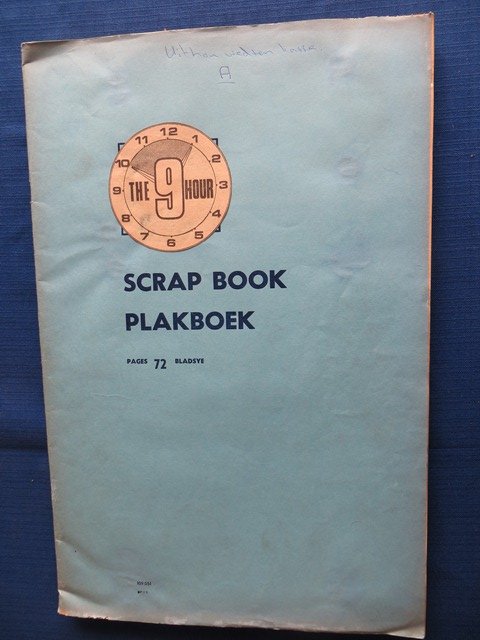 A
12
11 1
10 2
THE 9 HOUR
9 3
8 4
7 5
6
SCRAP BOOK
PLAKBOEK
PAGES 72 BLADSYE